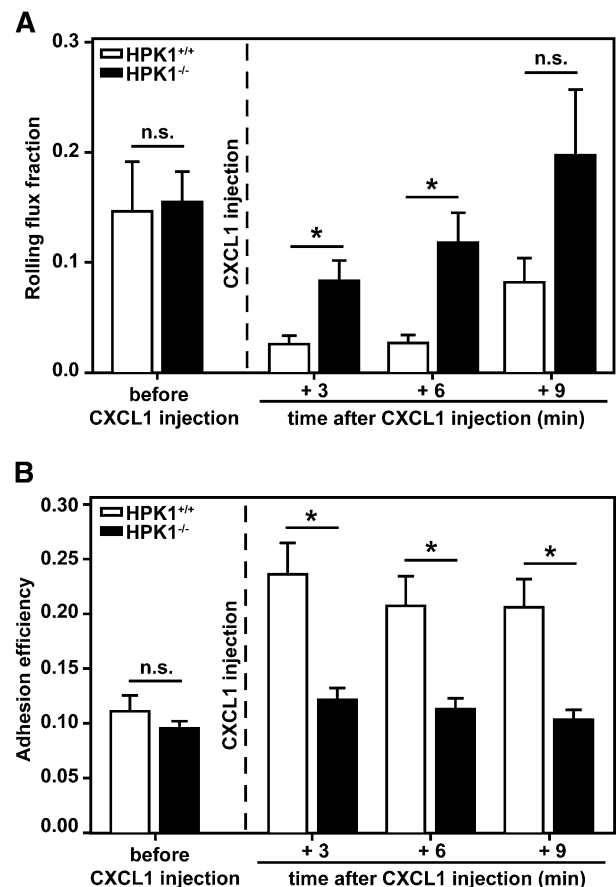 A
0.3
HPK1+/+
HPK1-/-
n.s.
n.s.
0.2
*
*
0.1
0.0
Rolling flux fraction
CXCL1 injection
before
CXCL1 injection
+ 3
+ 6
+ 9
time after CXCL1 injection (min)
B
0.30
HPK1+/+
HPK1-/-
*
*
*
0.25
0.20
n.s.
0.15
0.10
0.05
0.00
Adhesion efficiency
CXCL1 injection
before
CXCL1 injection
+ 3
+ 6
+ 9
time after CXCL1 injection (min)